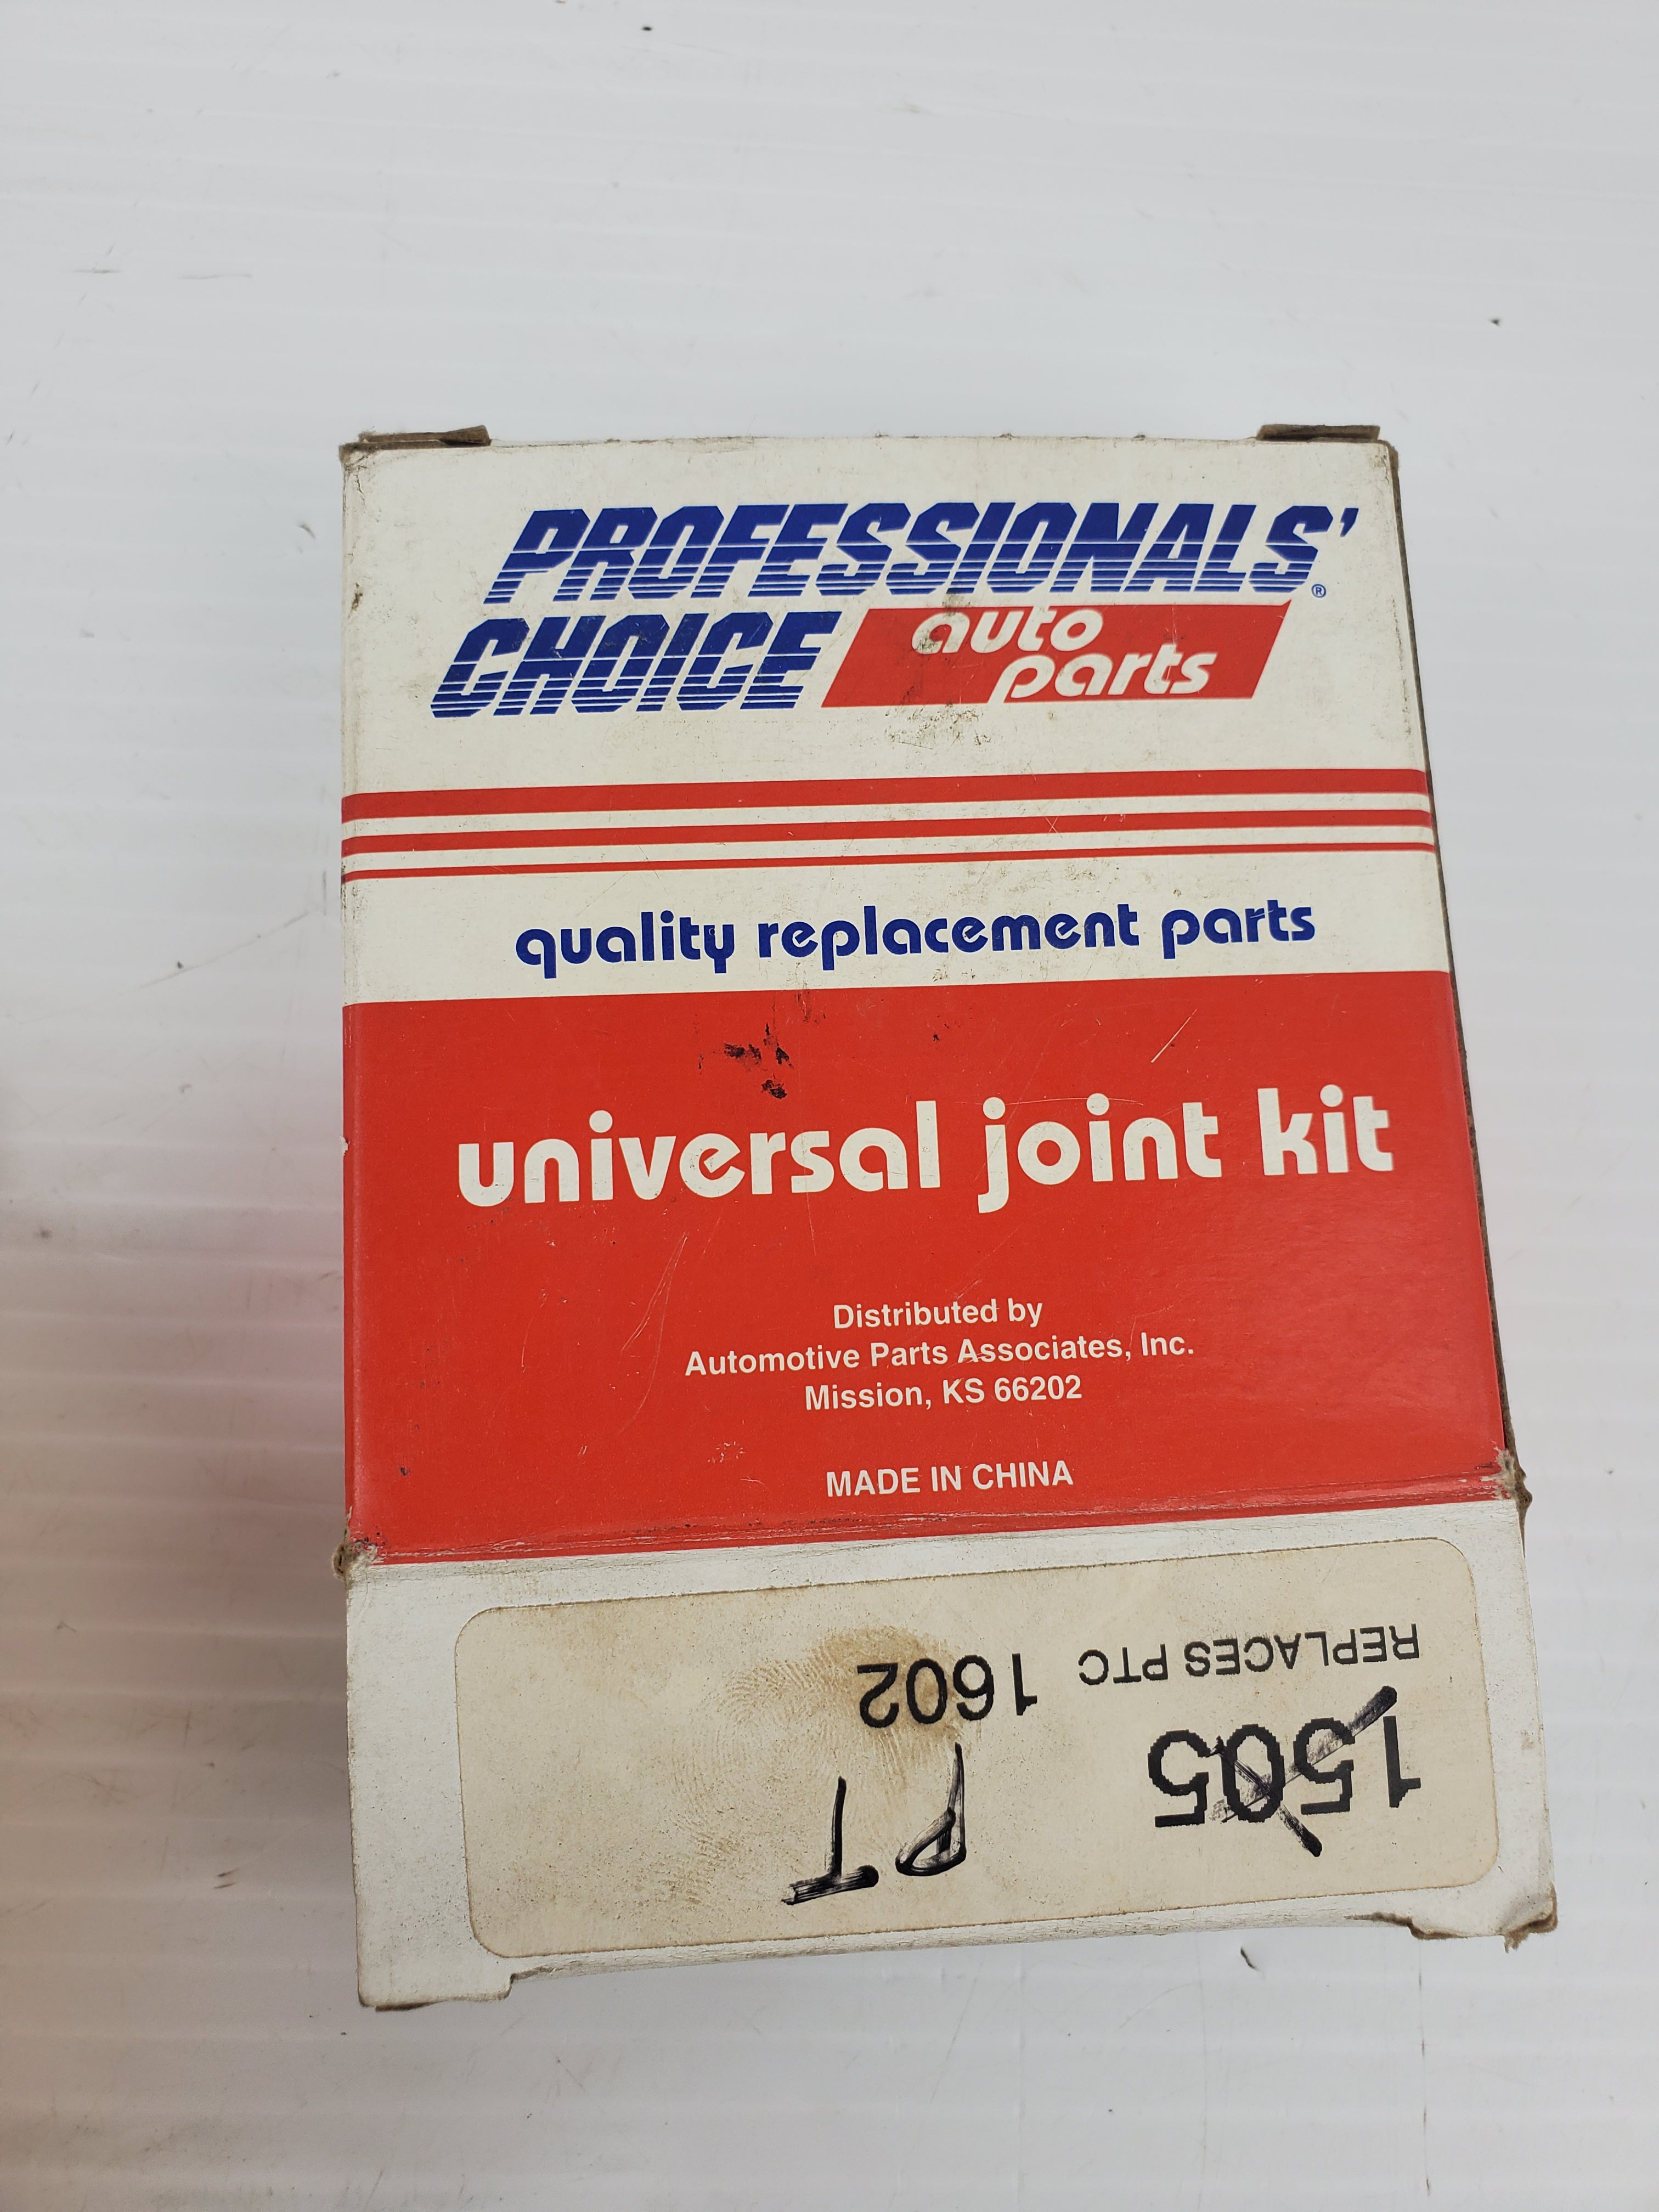 PROFESSIONALS'®
CHOICE auto parts
quality replacement parts
universal joint kit
Distributed by
Automotive Parts Associates, Inc.
Mission, KS 66202
MADE IN CHINA
1505 PT
REPLACES PTC 1602